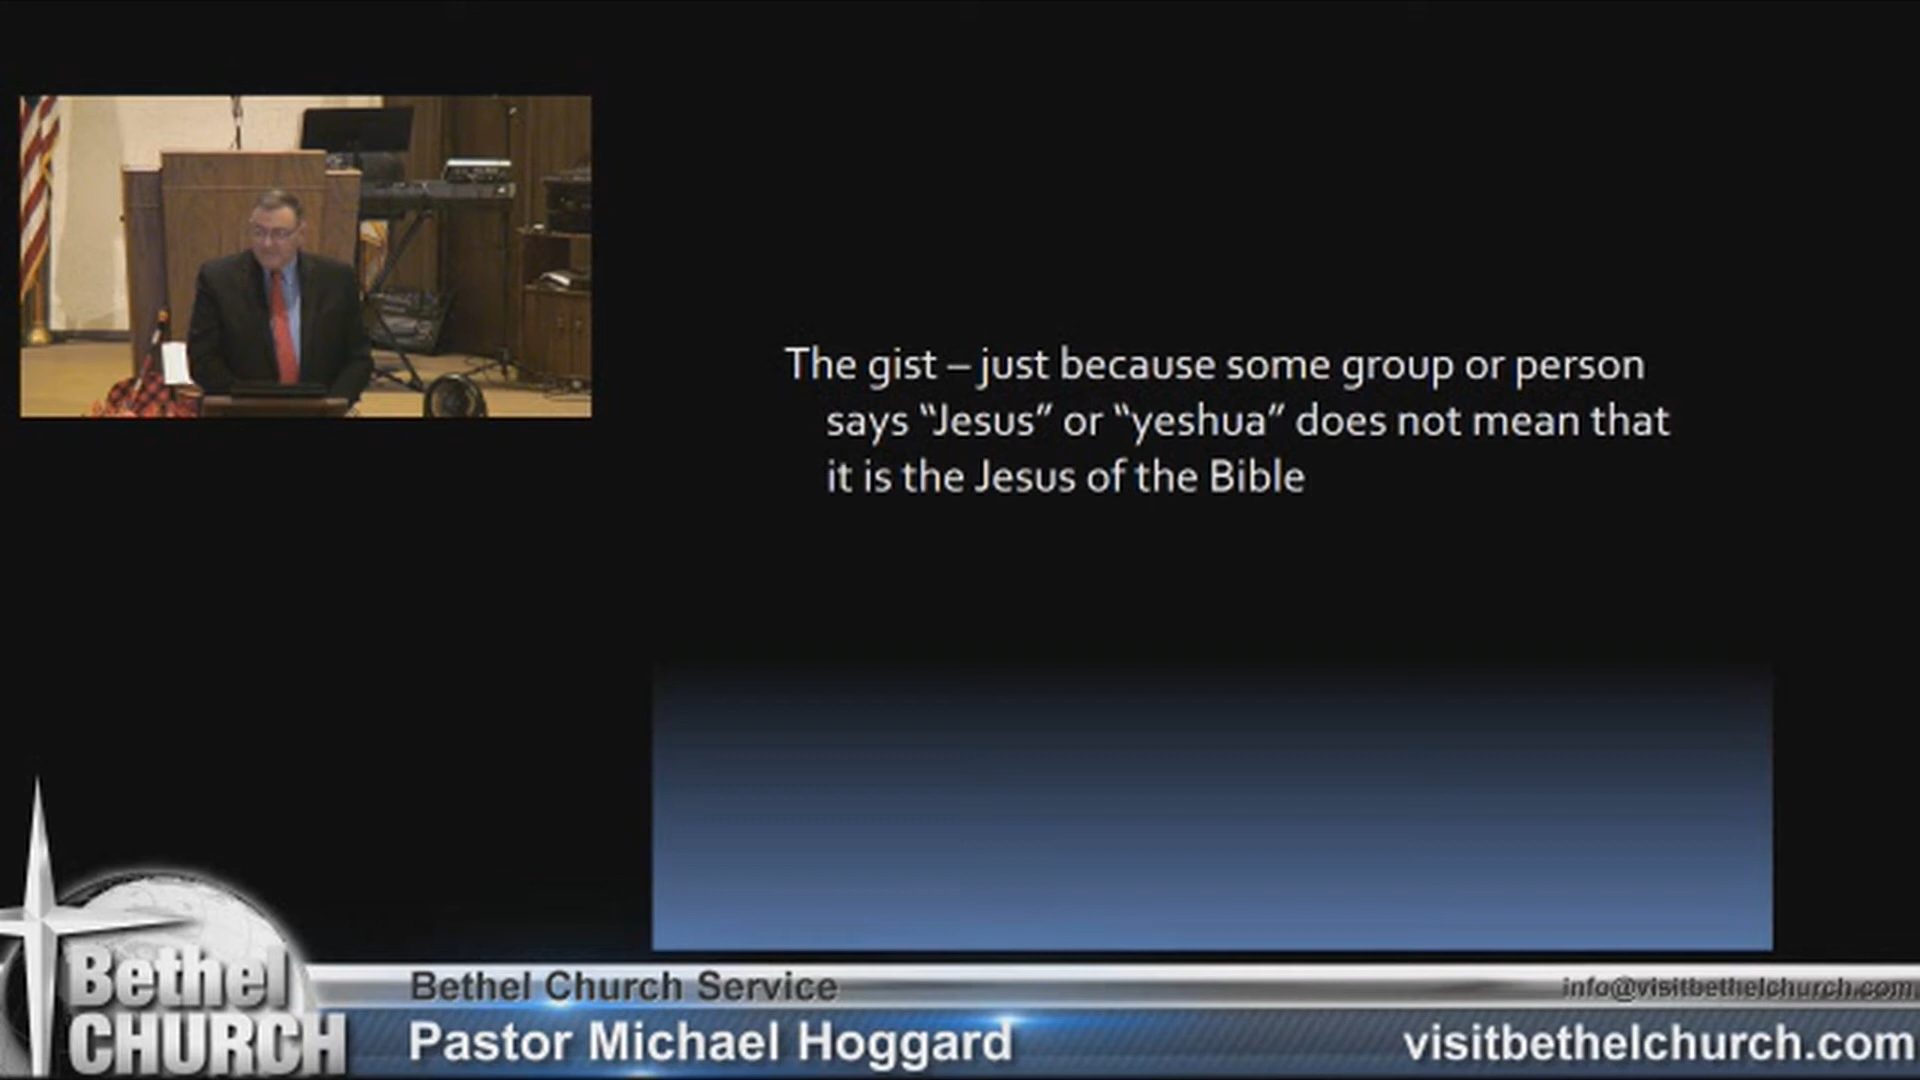 The gist – just because some group or person
says “Jesus” or “yeshua” does not mean that
it is the Jesus of the Bible
Bethel
CHURCH
Bethel Church Service
info@visitbethelchurch.com
Pastor Michael Hoggard
visitbethelchurch.com